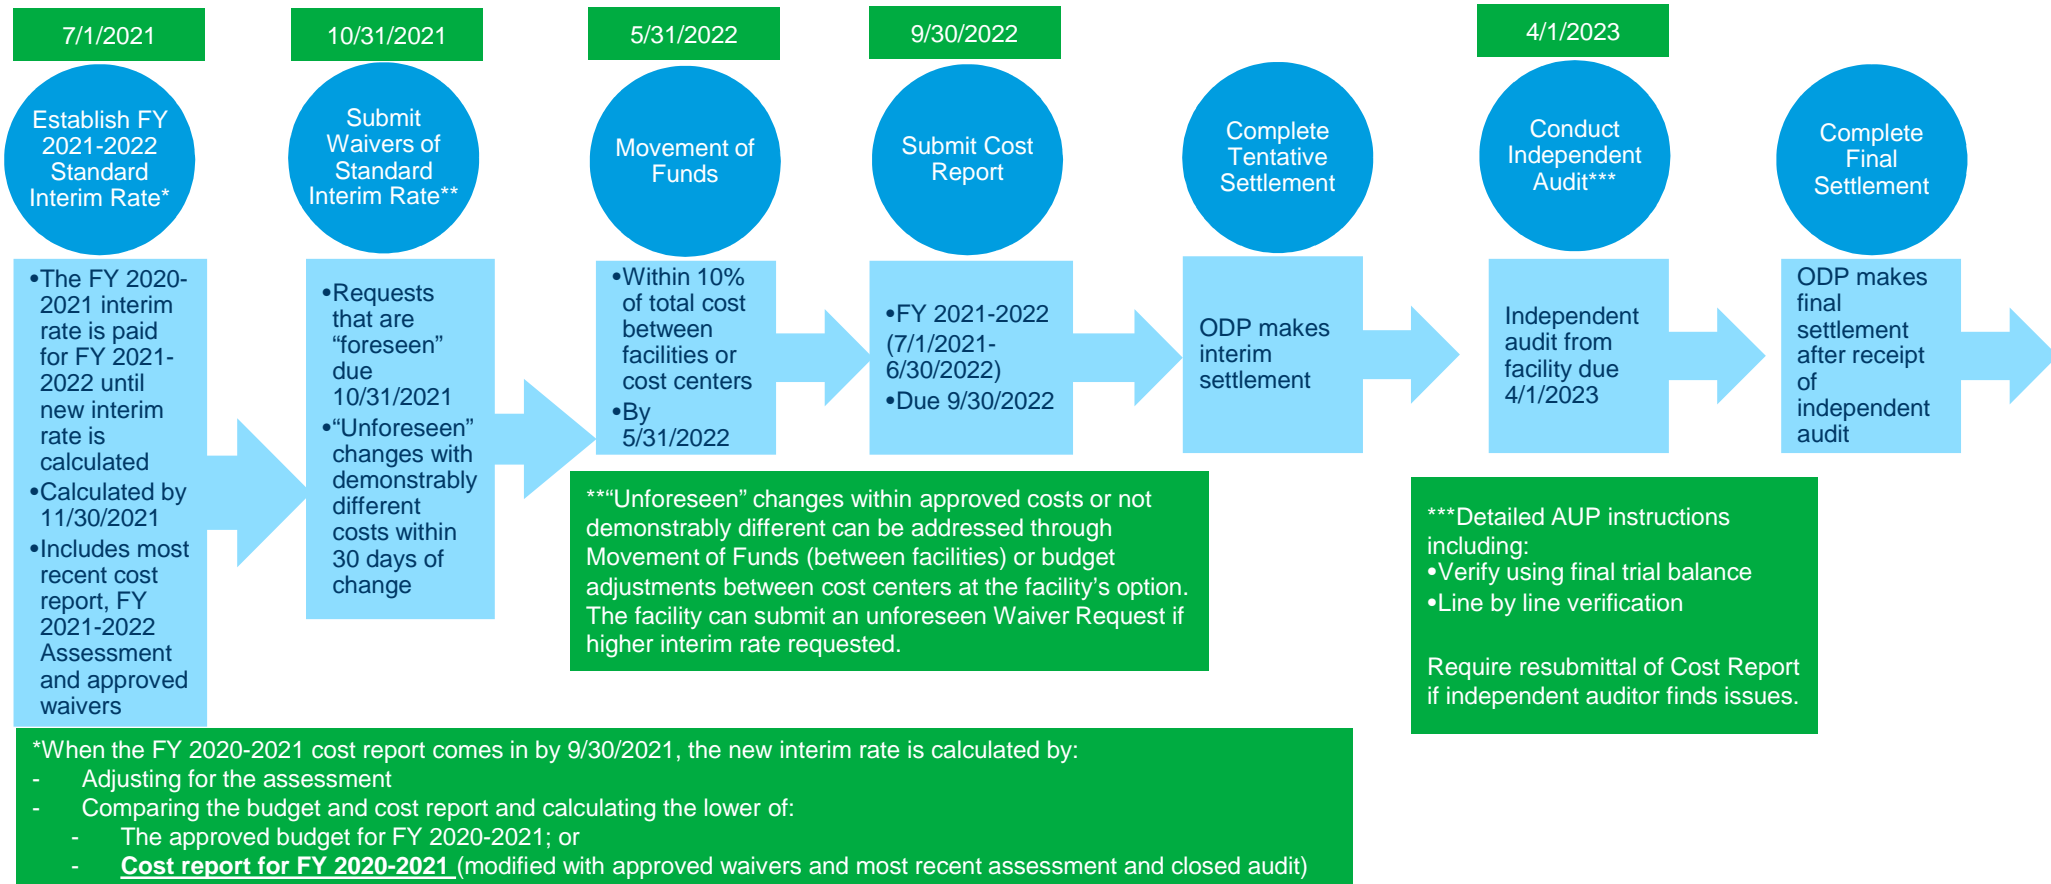 7/1/2021
10/31/2021
5/31/2022
9/30/2022
4/1/2023
Establish FY
2021-2022
Standard
Interim Rate*
Submit
Waivers of
Standard
Interim Rate**
Movement of
Funds
Submit Cost
Report
Complete
Tentative
Settlement
Conduct
Independent
Audit***
Complete
Final
Settlement
•The FY 2020-
2021 interim
rate is paid
for FY 2021-
2022 until
new interim
rate is
calculated
•Calculated by
11/30/2021
•Includes most
recent cost
report, FY
2021-2022
Assessment
and approved
waivers
•Requests
that are
“foreseen”
due
10/31/2021
•“Unforeseen”
changes with
demonstrably
different
costs within
30 days of
change
•Within 10%
of total cost
between
facilities or
cost centers
•By
5/31/2022
•FY 2021-2022
(7/1/2021-
6/30/2022)
•Due 9/30/2022
ODP makes
interim
settlement
Independent
audit from
facility due
4/1/2023
ODP makes
final
settlement
after receipt
of
independent
audit
**“Unforeseen” changes within approved costs or not
demonstrably different can be addressed through
Movement of Funds (between facilities) or budget
adjustments between cost centers at the facility’s option.
The facility can submit an unforeseen Waiver Request if
higher interim rate requested.
***Detailed AUP instructions
including:
•Verify using final trial balance
•Line by line verification
Require resubmittal of Cost Report
if independent auditor finds issues.
*When the FY 2020-2021 cost report comes in by 9/30/2021, the new interim rate is calculated by:
- Adjusting for the assessment
- Comparing the budget and cost report and calculating the lower of:
- The approved budget for FY 2020-2021; or
- Cost report for FY 2020-2021 (modified with approved waivers and most recent assessment and closed audit)